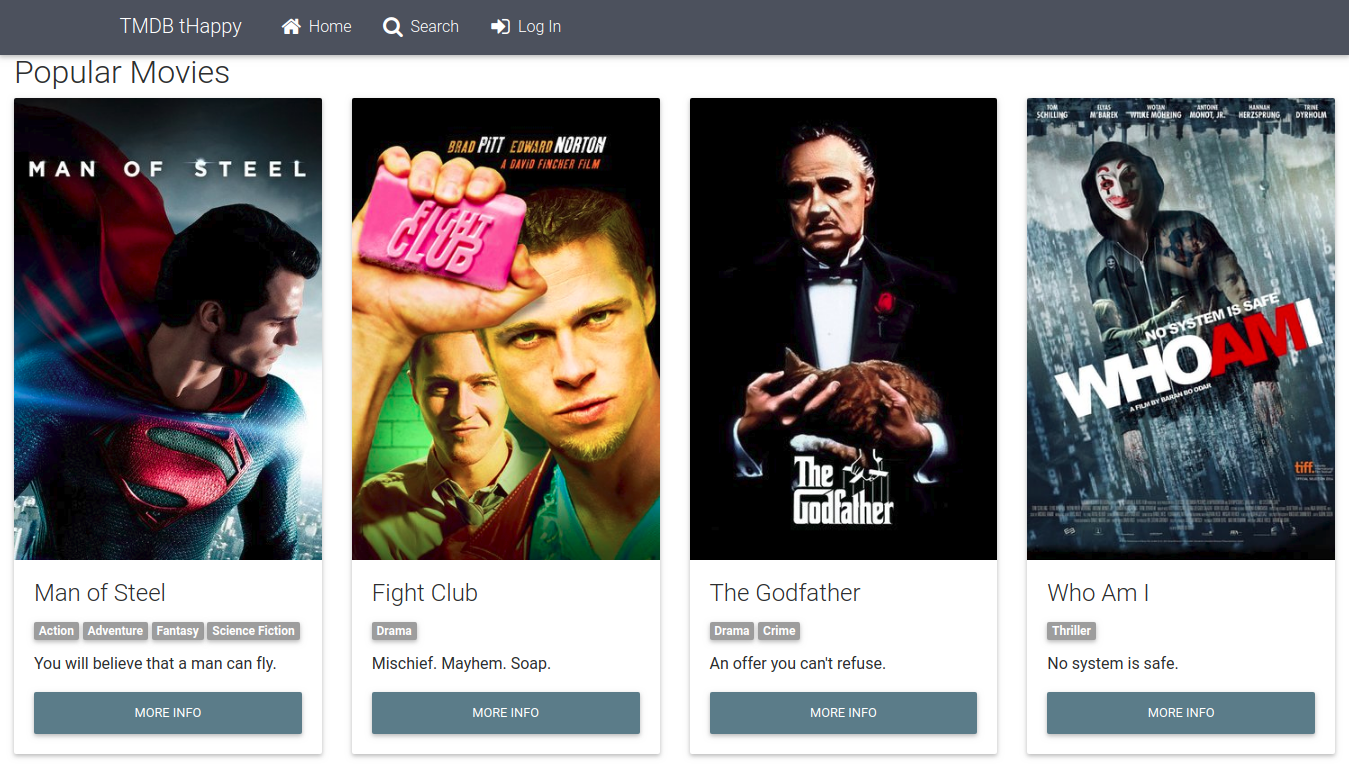 TMDB tHappy Home Search Log In
Popular Movies
MAN OF STEEL
BRAD PITT EDWARD NORTON
A DAVID FINCHER FILM
FIGHT CLUB
The Godfather
TOM SCHILLING ELYAS M'BAREK WOTAN WILKE MÖHRING ANTOINE MONOT, JR. HANNAH HERZSPRUNG TRINE DYRHOLM
NO SYSTEM IS SAFE
WHOAMI
A FILM BY BARAN BO ODAR
tiff.
Man of Steel
Action Adventure Fantasy Science Fiction
You will believe that a man can fly.
MORE INFO
Fight Club
Drama
Mischief. Mayhem. Soap.
MORE INFO
The Godfather
Drama Crime
An offer you can't refuse.
MORE INFO
Who Am I
Thriller
No system is safe.
MORE INFO